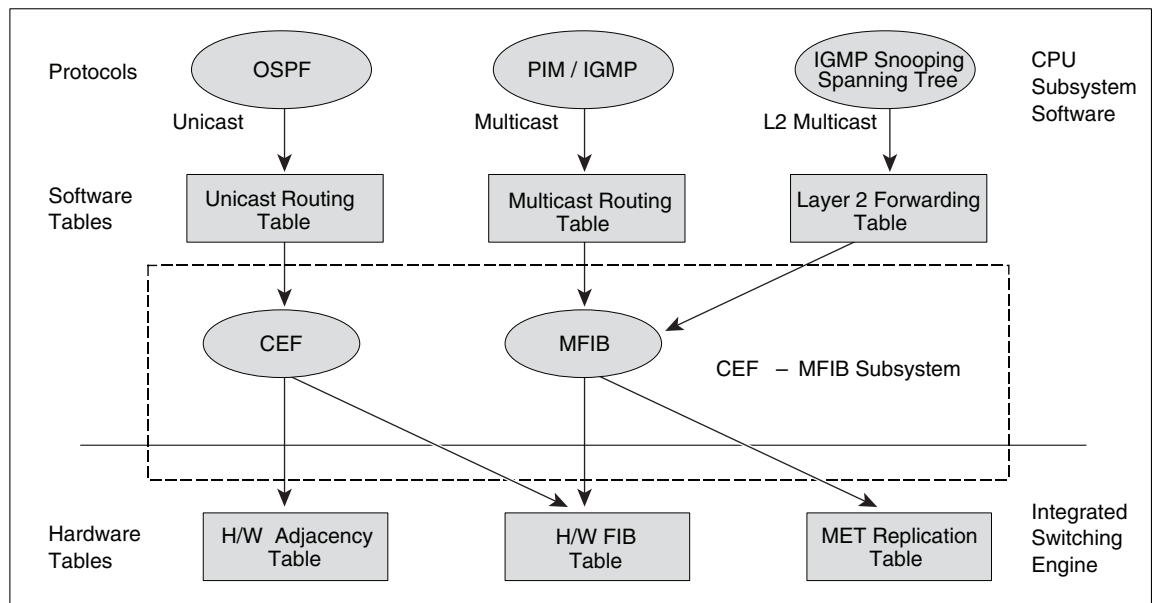 Protocols
OSPF
PIM / IGMP
IGMP Snooping
Spanning Tree
CPU
Subsystem
Software
Unicast
Multicast
L2 Multicast
Software
Tables
Unicast Routing
Table
Multicast Routing
Table
Layer 2 Forwarding
Table
CEF
MFIB
CEF – MFIB Subsystem
Hardware
Tables
H/W Adjacency
Table
H/W FIB
Table
MET Replication
Table
Integrated
Switching
Engine